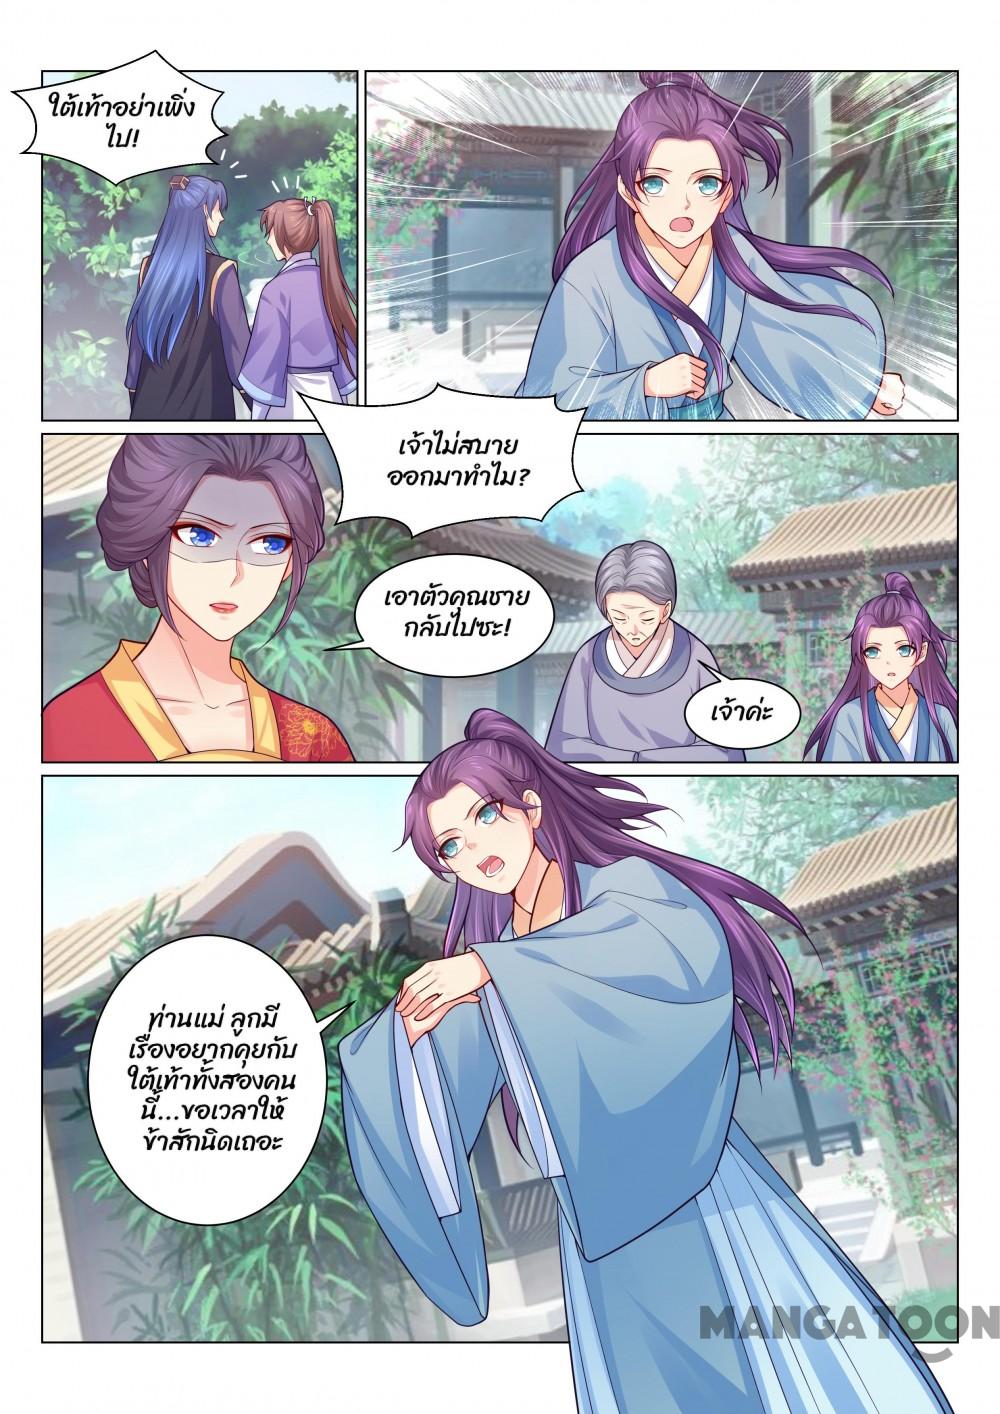 ใต้เท้าอย่าเพิ่ง
ไป!
เจ้าไม่สบาย
ออกมาทำไม?
เอาตัวคุณชาย
กลับไปซะ!
เจ้าค่ะ
ท่านแม่ ลูกมี
เรื่องอยากคุยกับ
ใต้เท้าทั้งสองคน
นี้...ขอเวลาให้
ข้าสักนิดเถอะ
MANGATOON